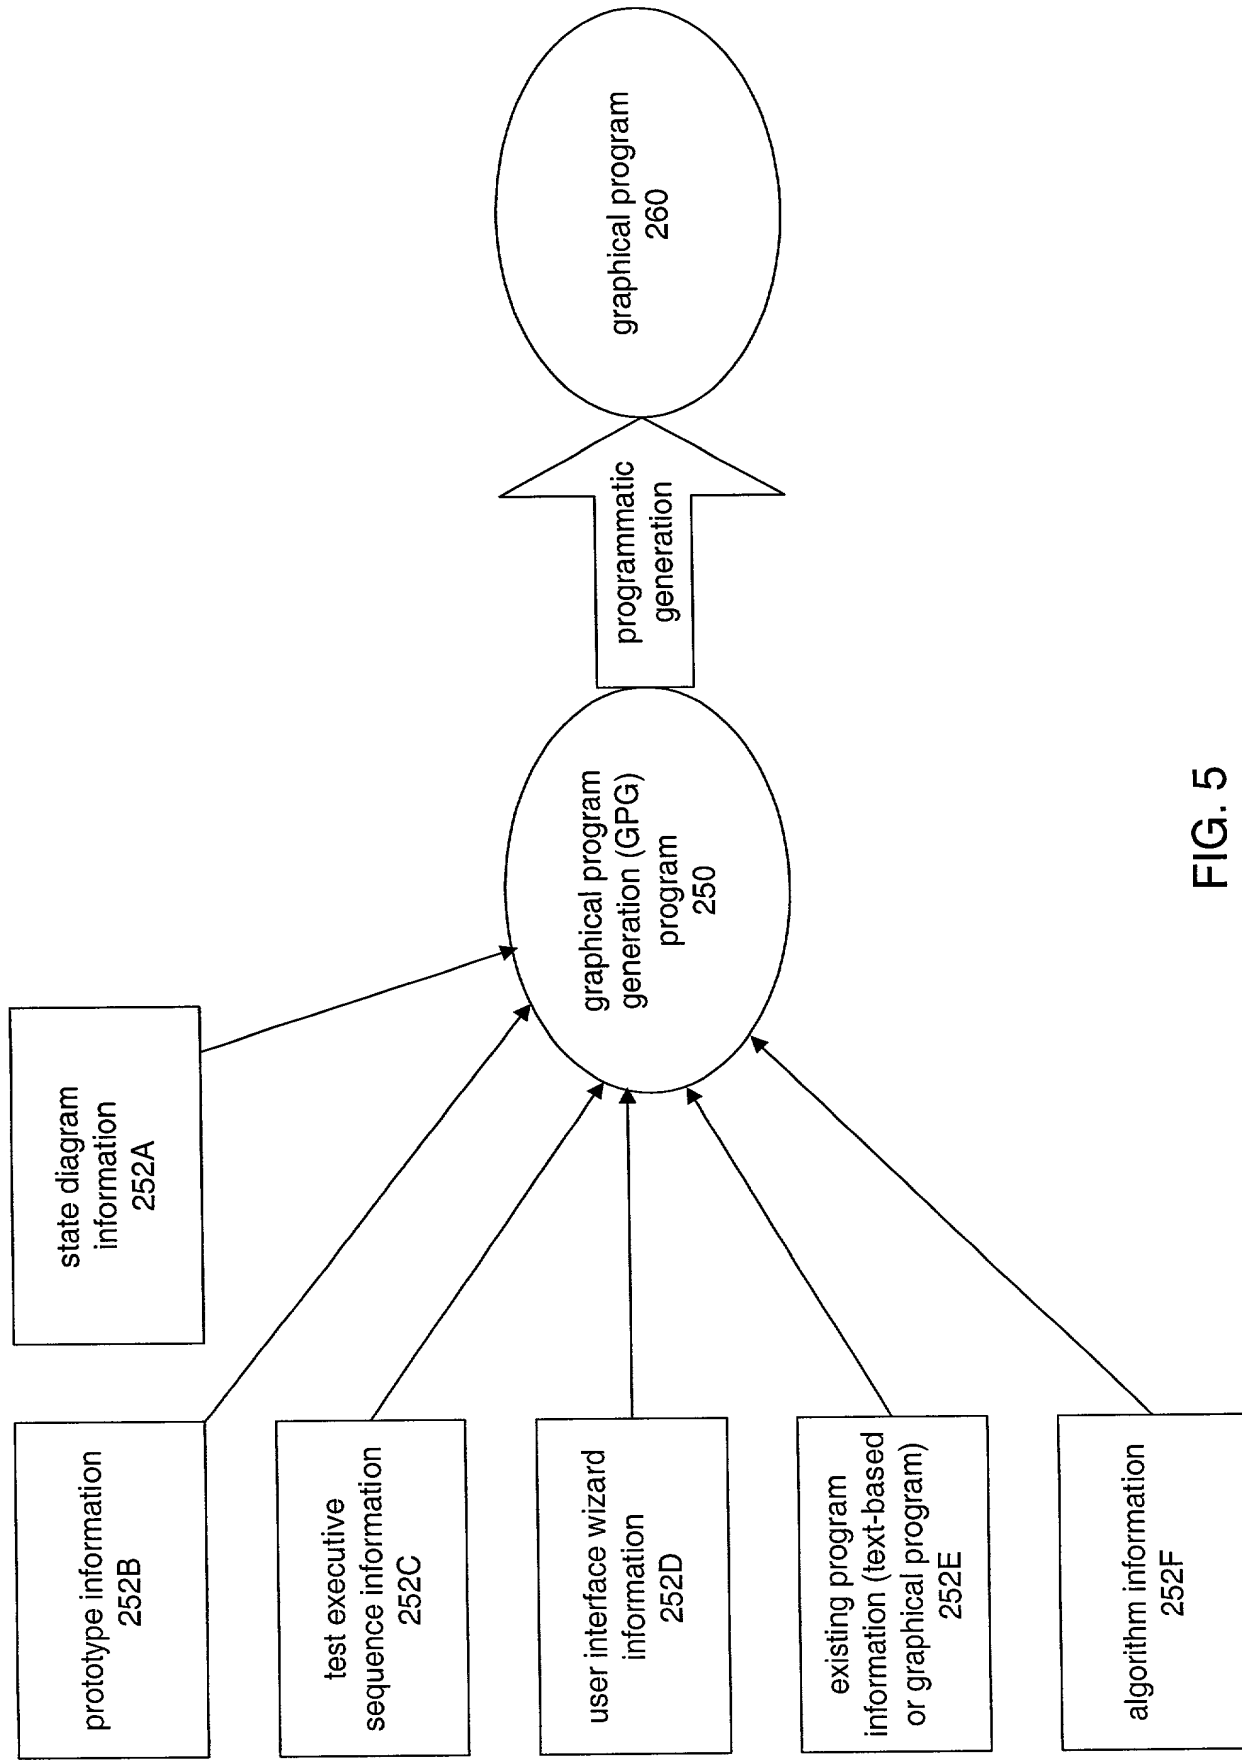 state diagram
information
252A
prototype information
252B
test executive
sequence information
252C
user interface wizard
information
252D
existing program
information (text-based
or graphical program)
252E
algorithm information
252F
graphical program
generation (GPG)
program
250
programmatic
generation
graphical program
260
FIG. 5